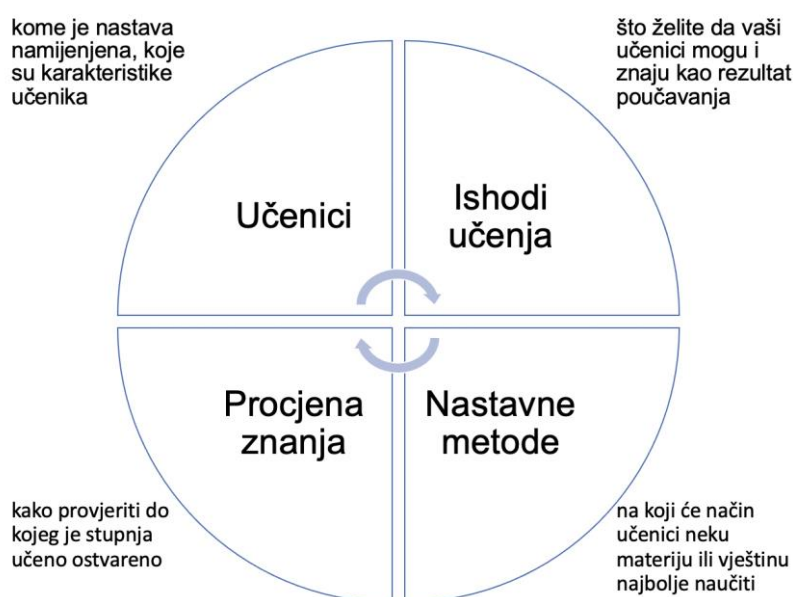 kome je nastava
namijenjena, koje
su karakteristike
učenika
što želite da vaši
učenici mogu i
znaju kao rezultat
poučavanja
Učenici
Ishodi
učenja
Procjena
znanja
Nastavne
metode
kako provjeriti do
kojeg je stupnja
učeno ostvareno
na koji će način
učenici neku
materiju ili vještinu
najbolje naučiti